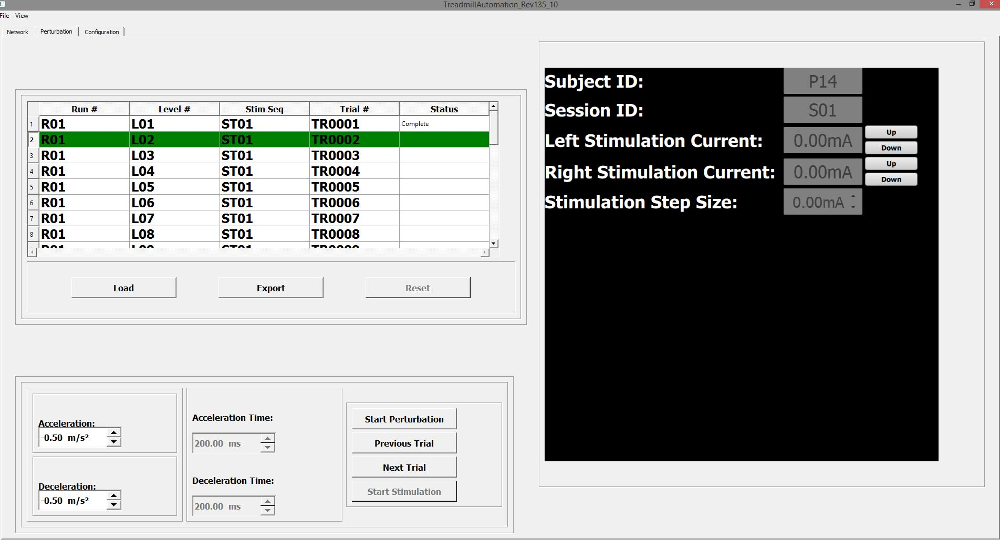 TreadmillAutomation_Rev135_10
File View
Network Perturbation Configuration
Run # Level # Stim Seq Trial # Status
1 R01 L01 ST01 TR0001 Complete
2 R01 L02 ST01 TR0002
3 R01 L03 ST01 TR0003
4 R01 L04 ST01 TR0004
5 R01 L05 ST01 TR0005
6 R01 L06 ST01 TR0006
7 R01 L07 ST01 TR0007
8 R01 L08 ST01 TR0008
R01 L09 ST01 TR0009
Load Export Reset
Acceleration:
-0.50 m/s²
Deceleration:
-0.50 m/s²
Acceleration Time:
200.00 ms
Deceleration Time:
200.00 ms
Start Perturbation
Previous Trial
Next Trial
Start Stimulation
Subject ID: P14
Session ID: S01
Left Stimulation Current: 0.00mA Up
Down
Right Stimulation Current: 0.00mA Up
Down
Stimulation Step Size: 0.00mA